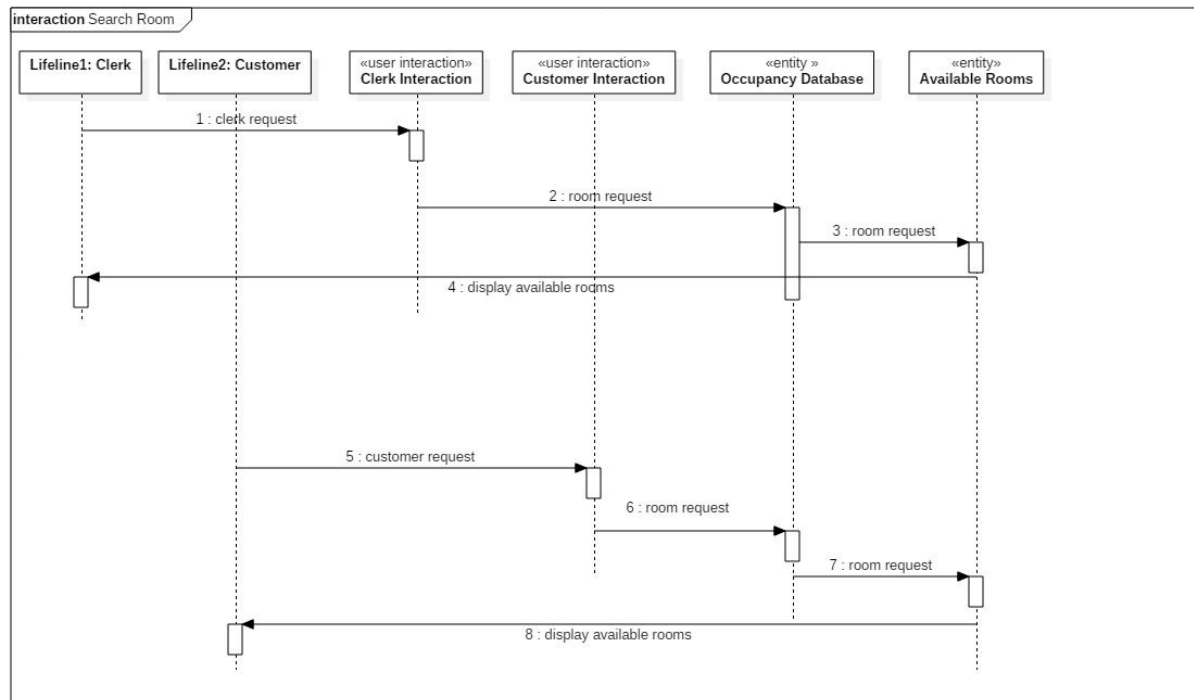 interaction Search Room
Lifeline1: Clerk
Lifeline2: Customer
«user interaction»
Clerk Interaction
«user interaction»
Customer Interaction
«entity »
Occupancy Database
«entity»
Available Rooms
1 : clerk request
2 : room request
3 : room request
4 : display available rooms
5 : customer request
6 : room request
7 : room request
8 : display available rooms